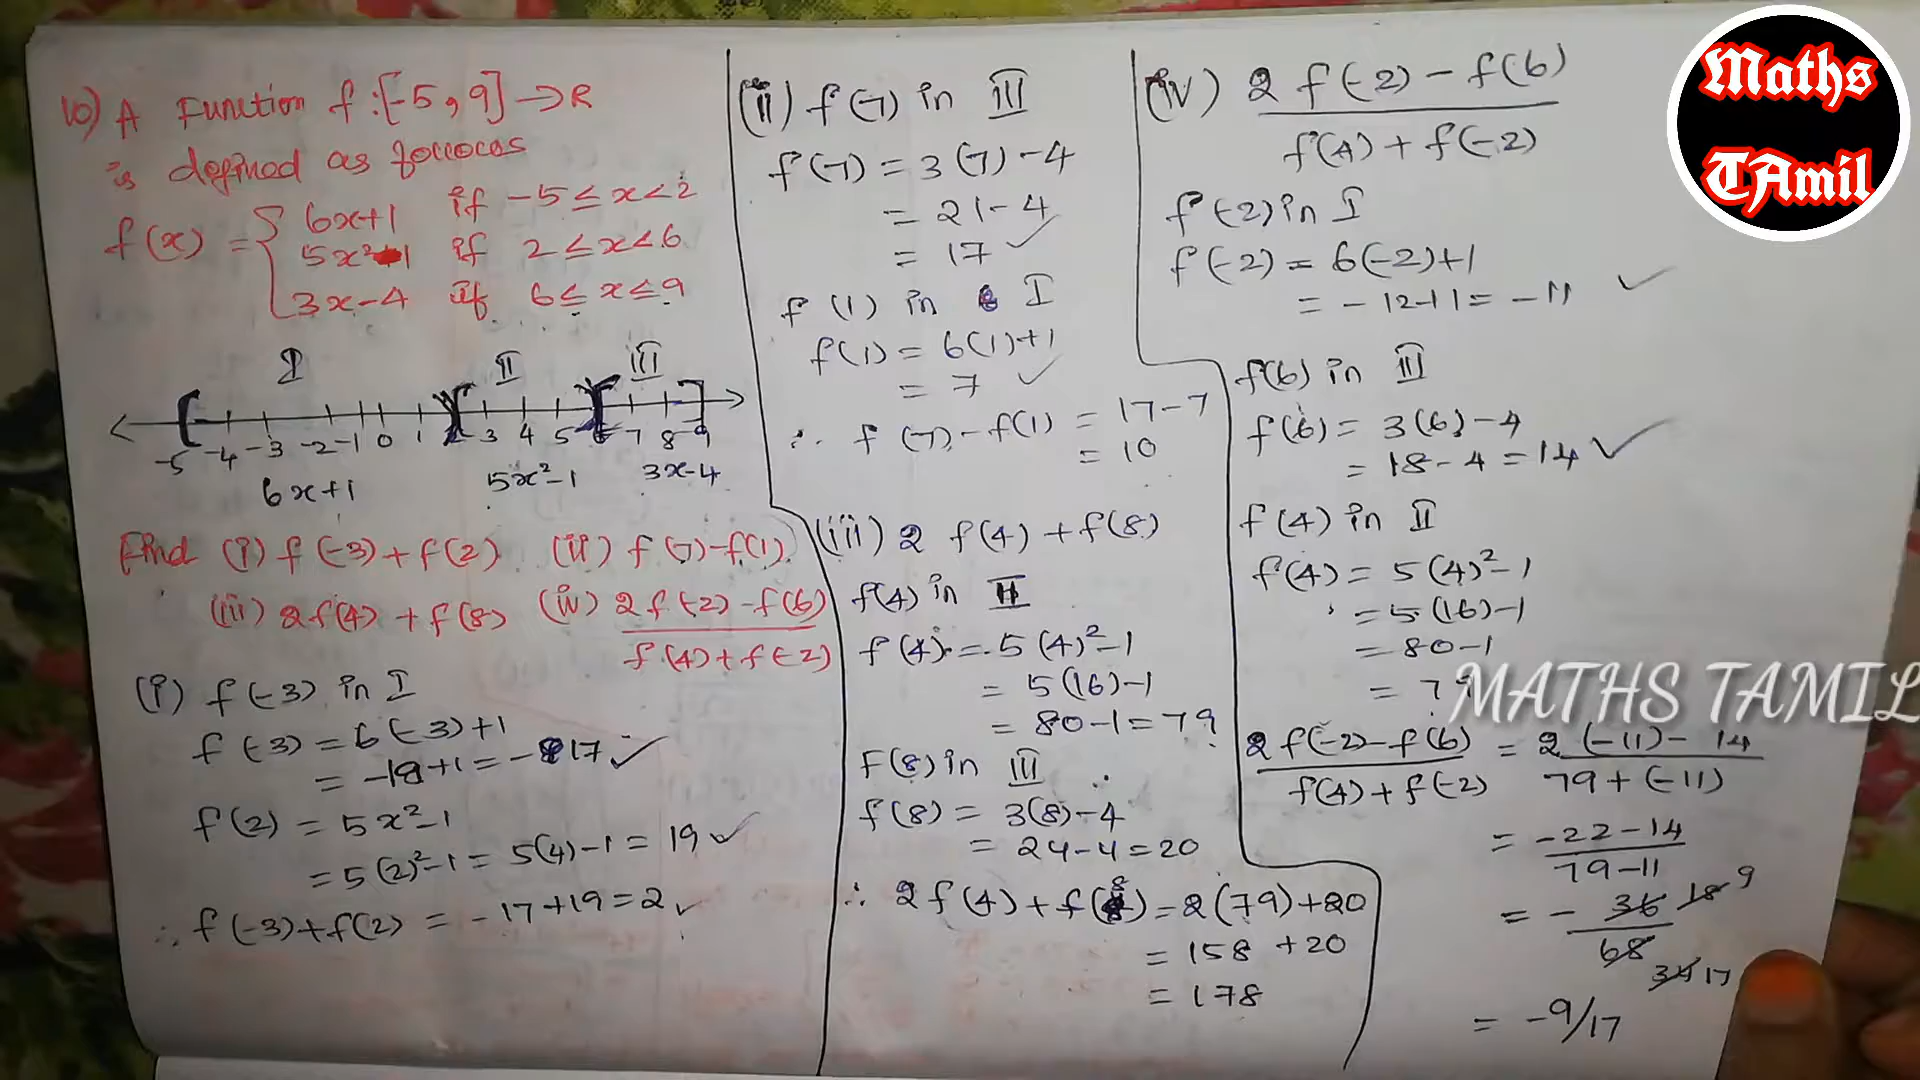 10) A Function f:[-5,9]→R
is defined as follows
f(x) = { 6x+1 if -5≤x<2
5x²-1 if 2≤x<6
3x-4 if 6≤x≤9
I II III
-5 -4 -3 -2 -1 0 1 2 3 4 5 6 7 8 9
6x+1 5x²-1 3x-4
Find (i) f(-3)+f(2) (ii) f(7)-f(1)
(iii) 2f(4)+f(8) (iv) 2f(-2)-f(6)
f(4)+f(-2)
(i) f(-3) in I
f(-3) = 6(-3)+1
= -18+1 = -17 ✓
f(2) = 5x²-1
= 5(2)²-1 = 5(4)-1 = 19 ✓
∴ f(-3)+f(2) = -17+19=2 ✓
(ii) f(7) in III
f(7) = 3(7)-4
= 21-4
= 17 ✓
f(1) in I
f(1) = 6(1)+1
= 7 ✓
∴ f(7)-f(1) = 17-7
= 10
(iii) 2 f(4)+f(8)
f(4) in II
f(4) = 5(4)²-1
= 5(16)-1
= 80-1=79
F(8) in III
f(8) = 3(8)-4
= 24-4=20
∴ 2f(4)+f(8)=2(79)+20
= 158 +20
= 178
(iv) 2 f(-2)-f(6)
f(4)+f(-2)
f(-2) in I
f(-2) = 6(-2)+1
= -12+1= -11 ✓
f(6) in III
f(6) = 3(6)-4
= 18-4=14 ✓
f(4) in II
f(4) = 5(4)²-1
= 5(16)-1
= 80-1
= 79
2f(-2)-f(6) = 2(-11)-14
f(4)+f(-2) 79+(-11)
= -22-14
79-11
= - 36 18 9
68 34 17
= -9/17
Maths
TAmil
MATHS TAMIL